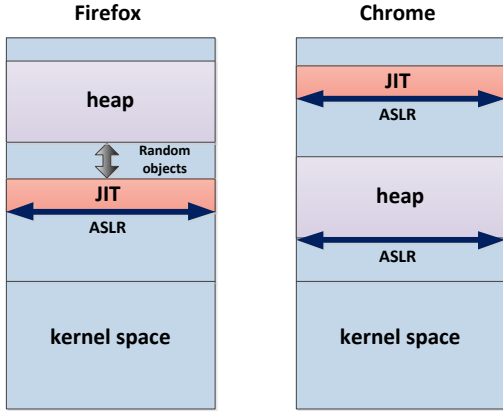 Firefox
heap
Random
objects
JIT
ASLR
kernel space
Chrome
JIT
ASLR
heap
ASLR
kernel space